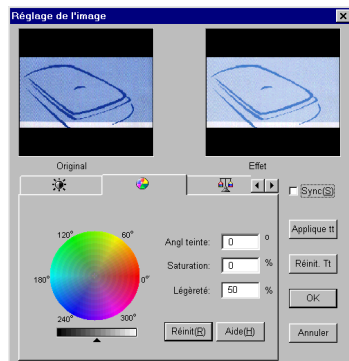 Réglage de l'image
Original
Effet
Sync(S)
120°
60°
180°
0°
240°
300°
Angl teinte: 0 °
Saturation: 0 %
Légèreté: 50 %
Réinit(R)
Aide(H)
Applique tt
Réinit. Tt
OK
Annuler